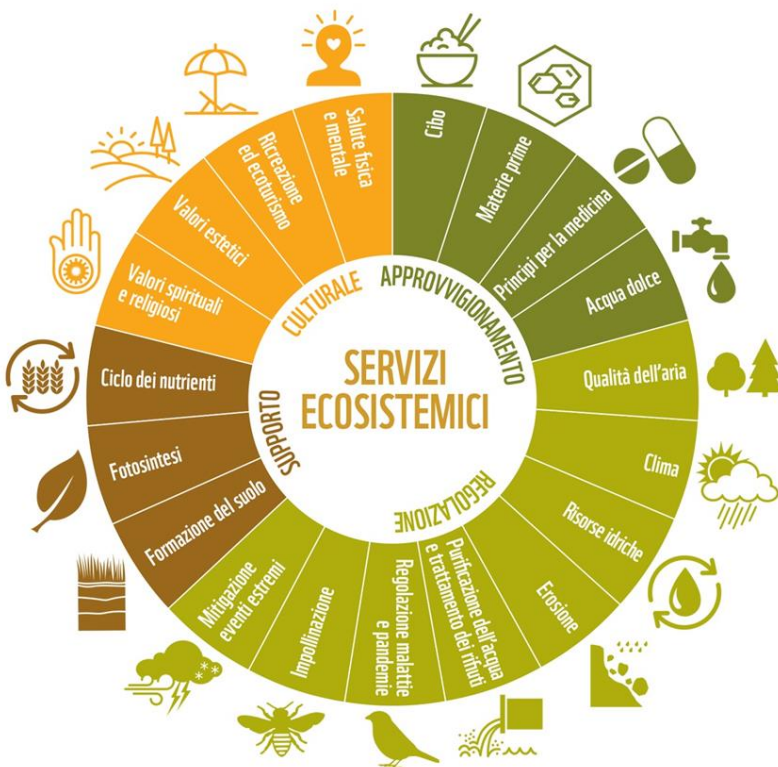 SERVIZI
ECOSISTEMICI
APPROVVIGIONAMENTO
Cibo
Materie prime
Principi per la medicina
Acqua dolce
REGOLAZIONE
Qualità dell'aria
Clima
Risorse idriche
Erosione
Purificazione dell'acqua
e trattamento dei rifiuti
Regolazione malattie
e pandemie
Impollinazione
Mitigazione
eventi estremi
SUPPORTO
Formazione del suolo
Fotosintesi
Ciclo dei nutrienti
CULTURALE
Valori spirituali
e religiosi
Valori estetici
Ricreazione
ed ecoturismo
Salute fisica
e mentale